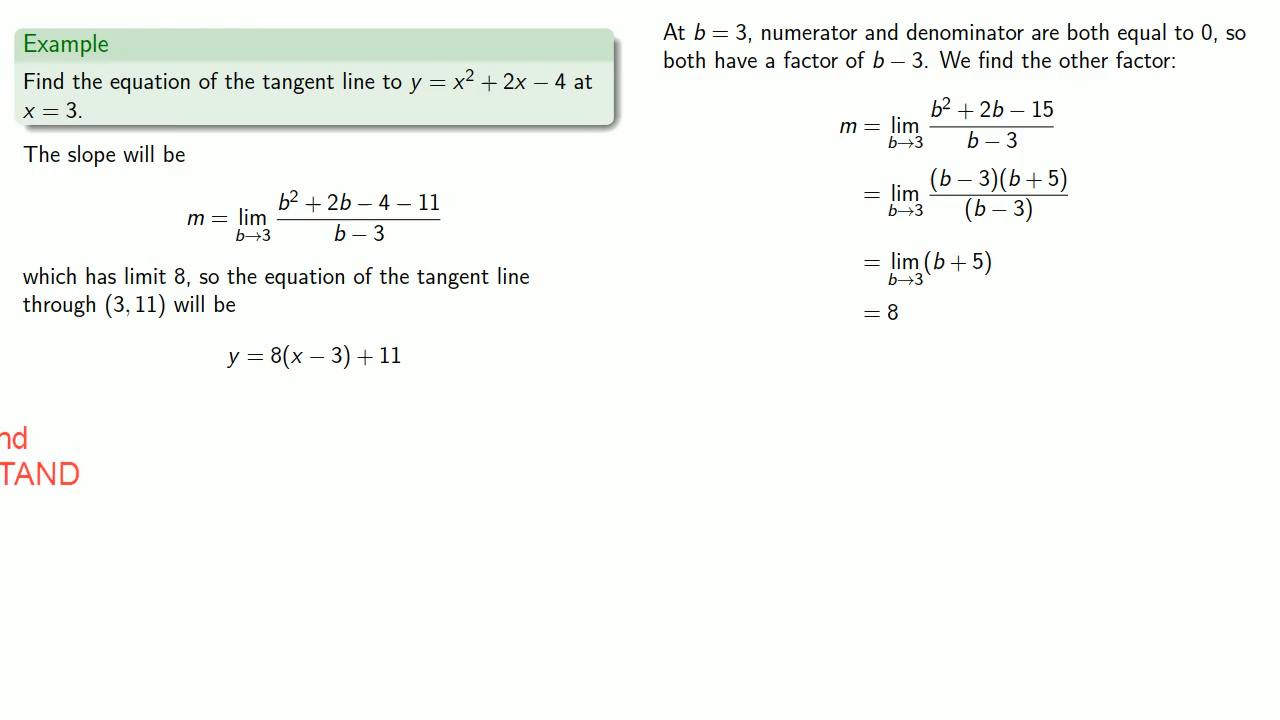 Example
Find the equation of the tangent line to y = x² + 2x − 4 at
x = 3.
The slope will be
m = lim b→3 (b² + 2b − 4 − 11) / (b − 3)
which has limit 8, so the equation of the tangent line
through (3, 11) will be
y = 8(x − 3) + 11
nd
TAND
At b = 3, numerator and denominator are both equal to 0, so
both have a factor of b − 3. We find the other factor:
m = lim b→3 (b² + 2b − 15) / (b − 3)
= lim b→3 (b − 3)(b + 5) / (b − 3)
= lim b→3 (b + 5)
= 8